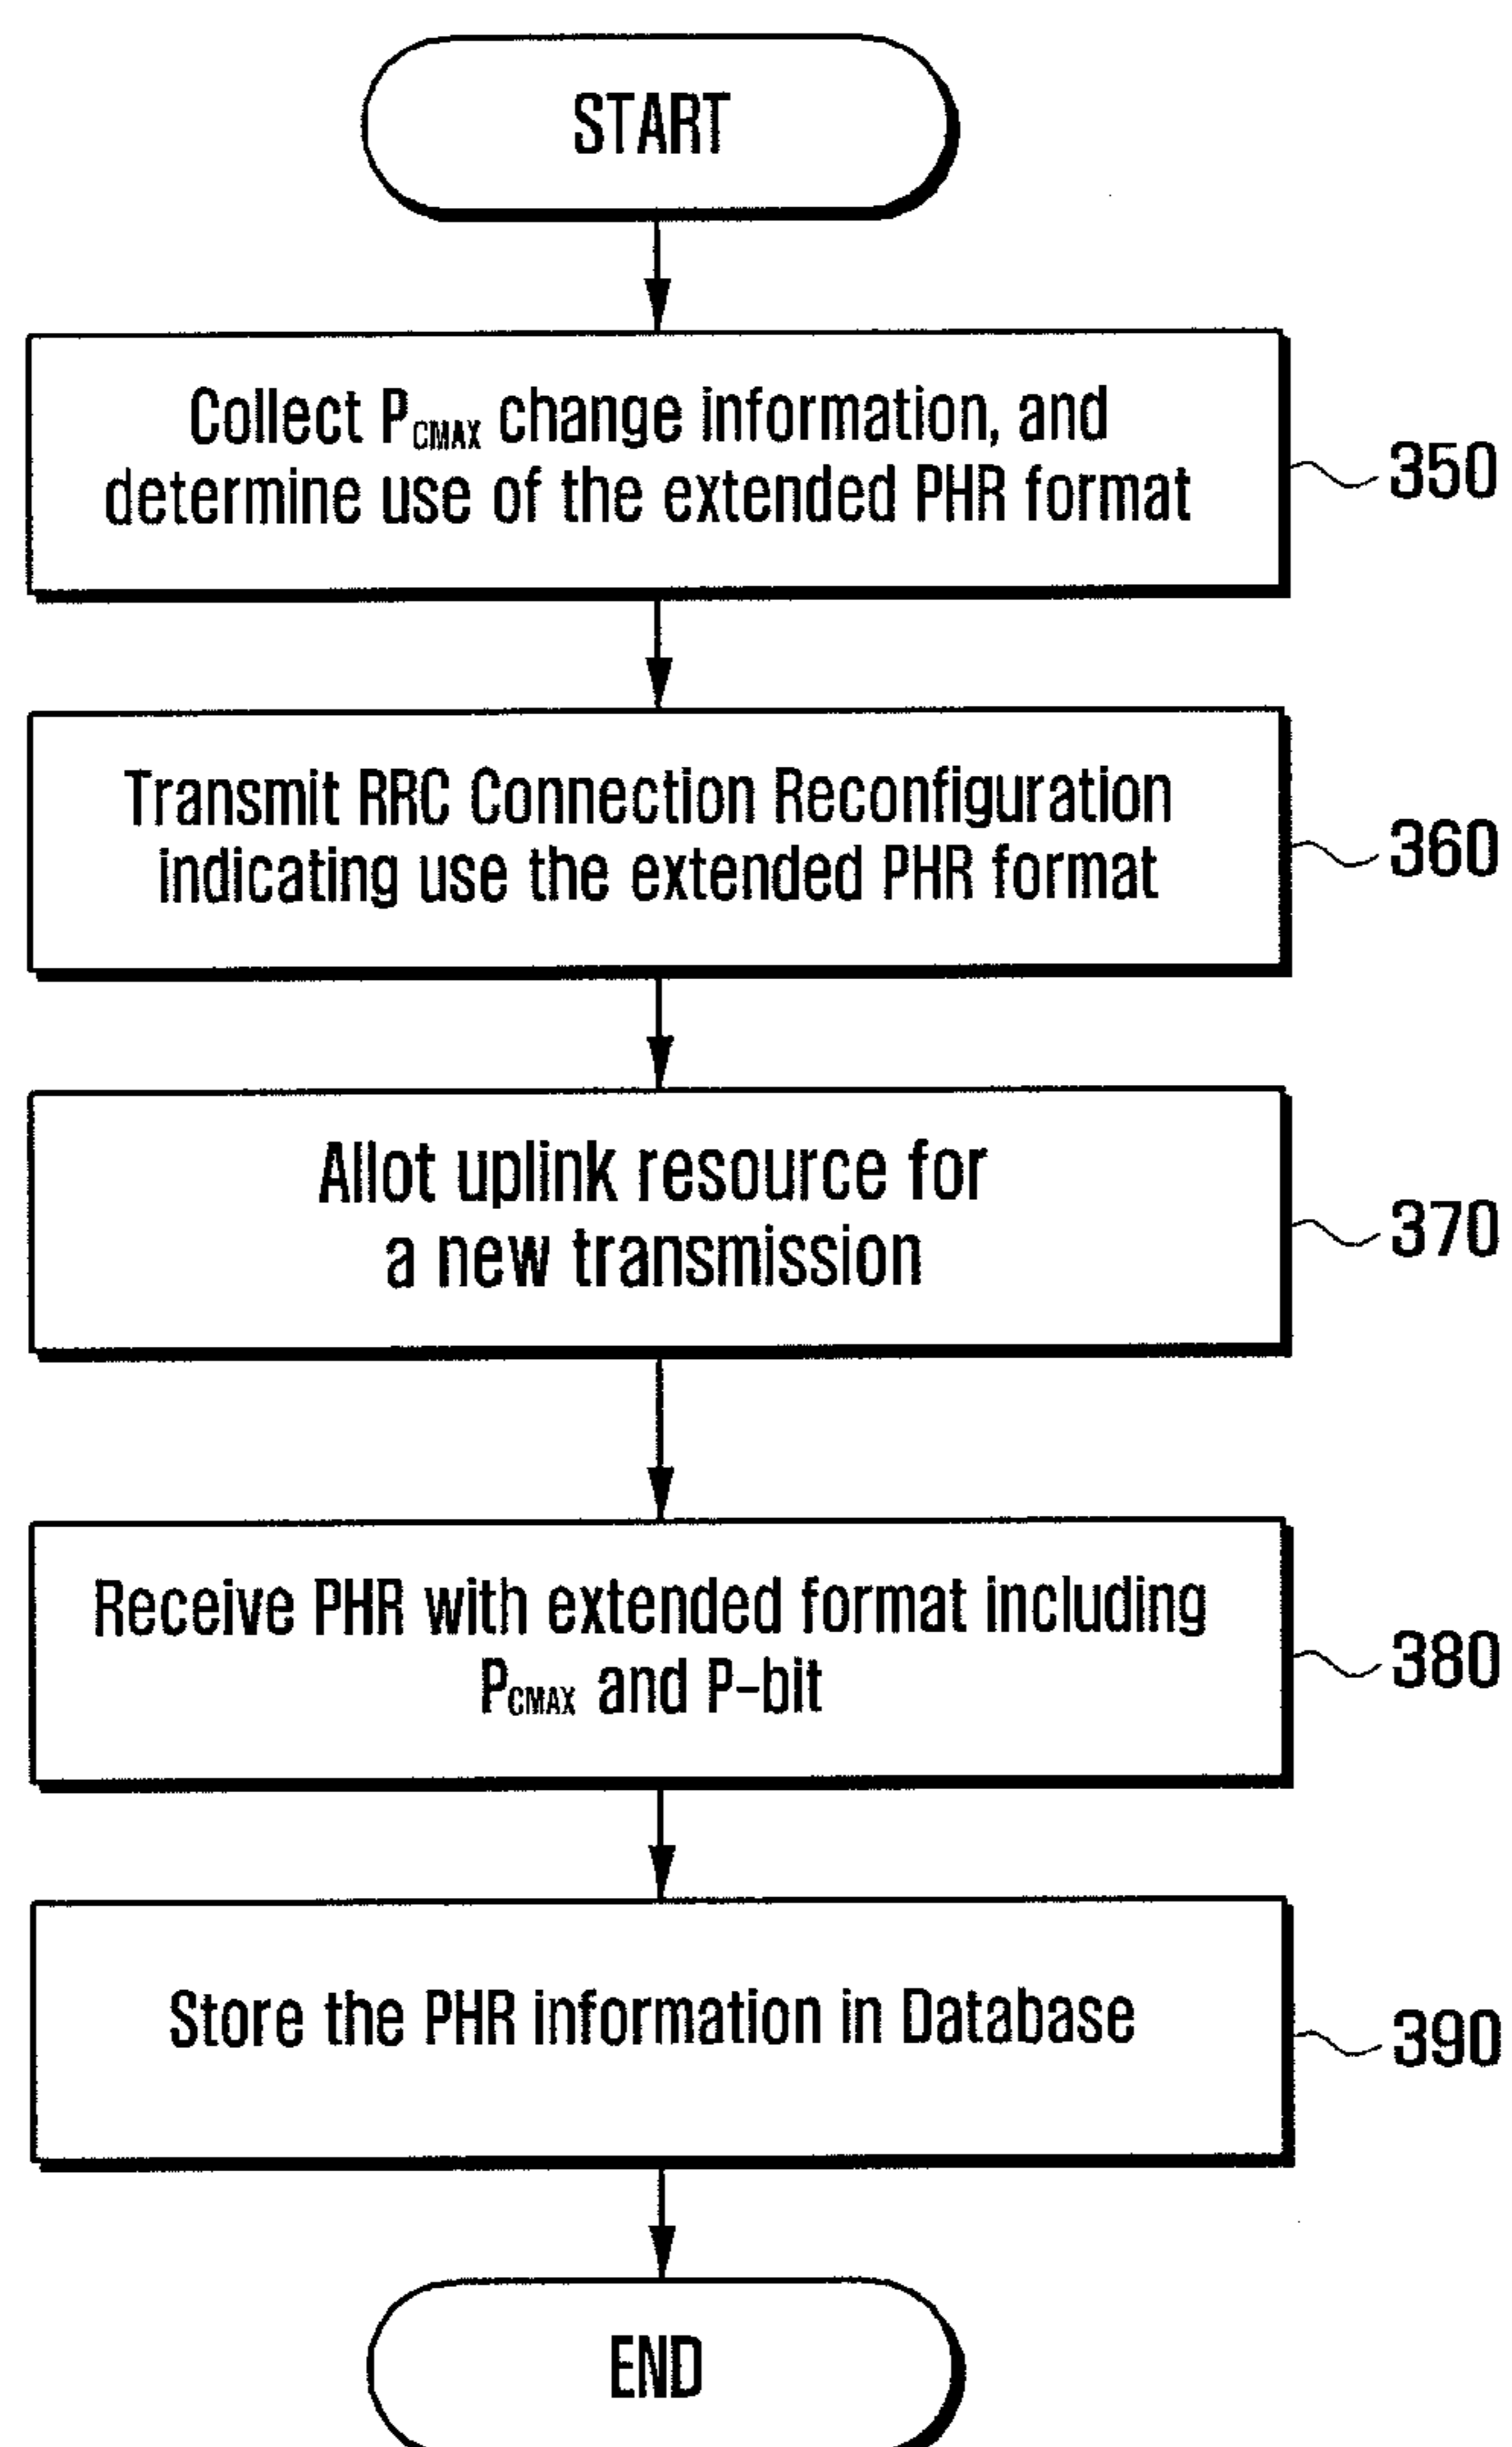 START
Collect PCMAX change information, and
determine use of the extended PHR format
350
Transmit RRC Connection Reconfiguration
indicating use the extended PHR format
360
Allot uplink resource for
a new transmission
370
Receive PHR with extended format including
PCMAX and P-bit
380
Store the PHR information in Database
390
END